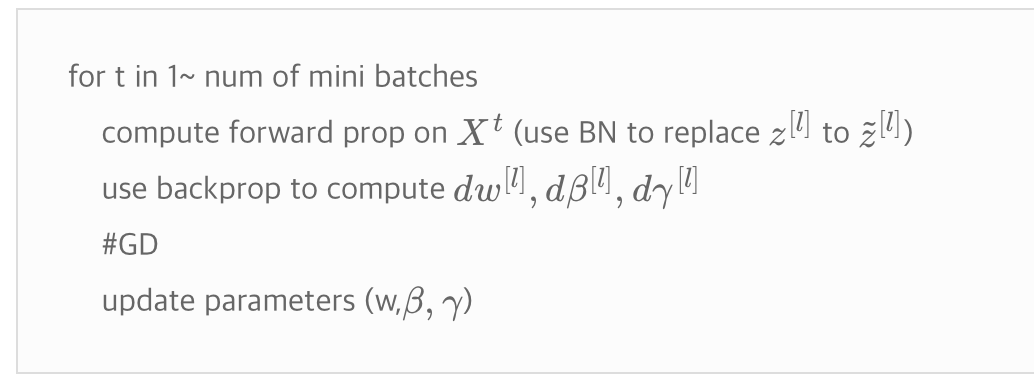 for t in 1~ num of mini batches
compute forward prop on $X^t$ (use BN to replace $z^{[l]}$ to $\tilde{z}^{[l]}$)
use backprop to compute $dw^{[l]}, d\beta^{[l]}, d\gamma^{[l]}$
#GD
update parameters (w,$\beta$, $\gamma$)